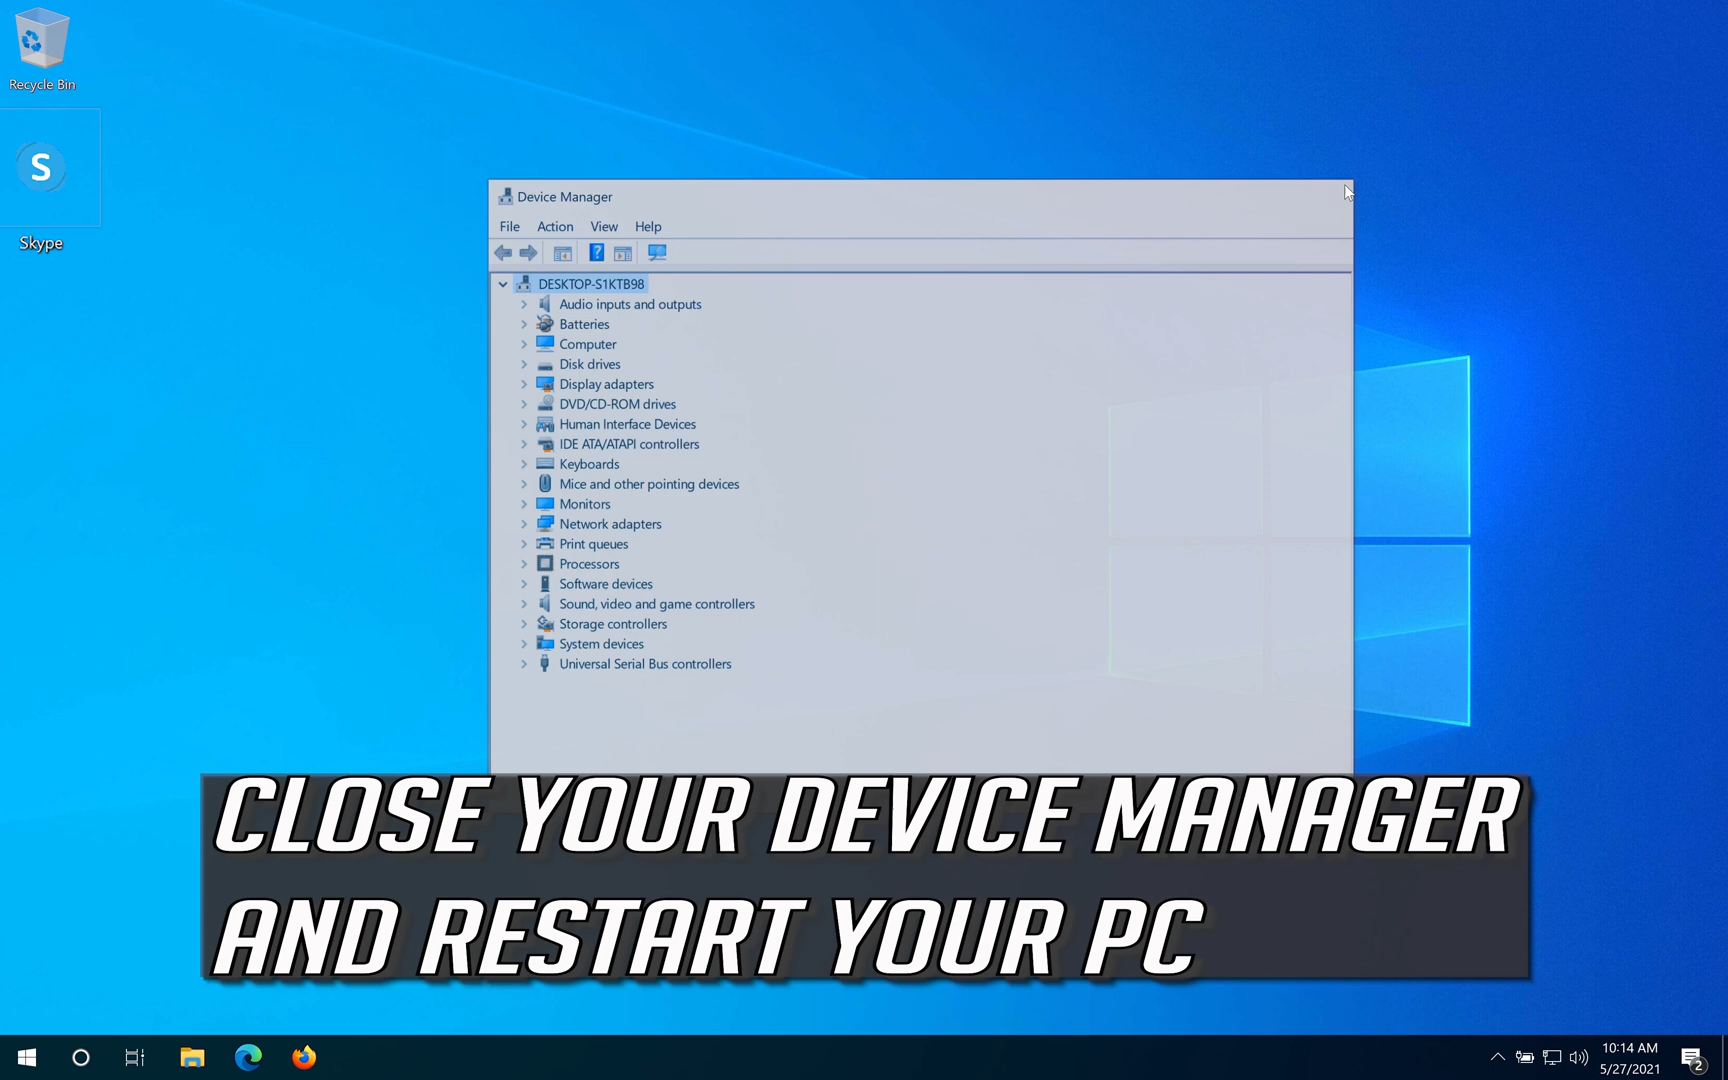 Recycle Bin
S
Skype
Device Manager
File Action View Help
?
DESKTOP-S1KTB98
Audio inputs and outputs
Batteries
Computer
Disk drives
Display adapters
DVD/CD-ROM drives
Human Interface Devices
IDE ATA/ATAPI controllers
Keyboards
Mice and other pointing devices
Monitors
Network adapters
Print queues
Processors
Software devices
Sound, video and game controllers
Storage controllers
System devices
Universal Serial Bus controllers
CLOSE YOUR DEVICE MANAGER
AND RESTART YOUR PC
10:14 AM
5/27/2021
2